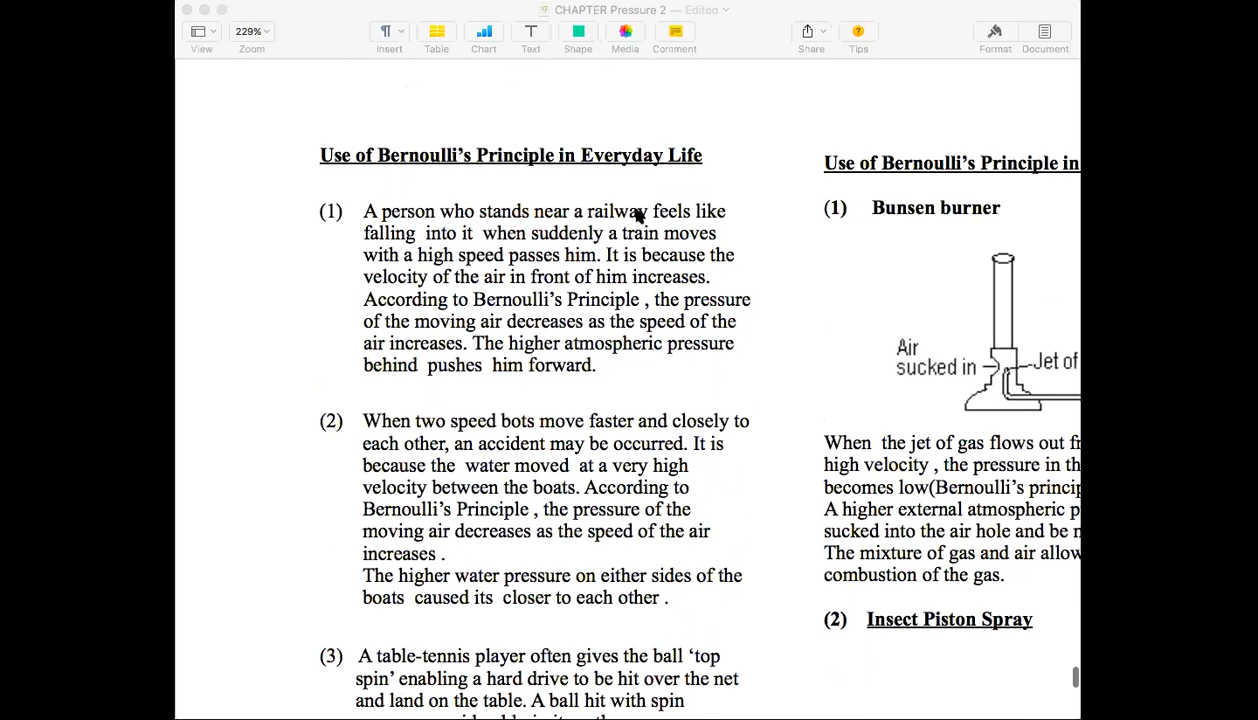 CHAPTER Pressure 2 — Edited
229%
View
Zoom
Insert
Table
Chart
Text
Shape
Media
Comment
Share
Tips
Format
Document
Use of Bernoulli's Principle in Everyday Life
(1) A person who stands near a railway feels like
falling into it when suddenly a train moves
with a high speed passes him. It is because the
velocity of the air in front of him increases.
According to Bernoulli's Principle , the pressure
of the moving air decreases as the speed of the
air increases. The higher atmospheric pressure
behind pushes him forward.
(2) When two speed bots move faster and closely to
each other, an accident may be occurred. It is
because the water moved at a very high
velocity between the boats. According to
Bernoulli's Principle , the pressure of the
moving air decreases as the speed of the air
increases .
The higher water pressure on either sides of the
boats caused its closer to each other .
(3) A table-tennis player often gives the ball 'top
spin' enabling a hard drive to be hit over the net
and land on the table. A ball hit with spin
Use of Bernoulli's Principle in
(1) Bunsen burner
Air
sucked in
Jet of
When the jet of gas flows out
high velocity , the pressure in
becomes low(Bernoulli's
A higher external atmospheric
sucked into the air hole and be
The mixture of gas and air
combustion of the gas.
(2) Insect Piston Spray